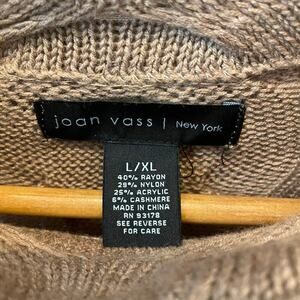 joan vass | New York
L/XL
40% RAYON
29% NYLON
25% ACRYLIC
6% CASHMERE
MADE IN CHINA
RN 93178
SEE REVERSE
FOR CARE